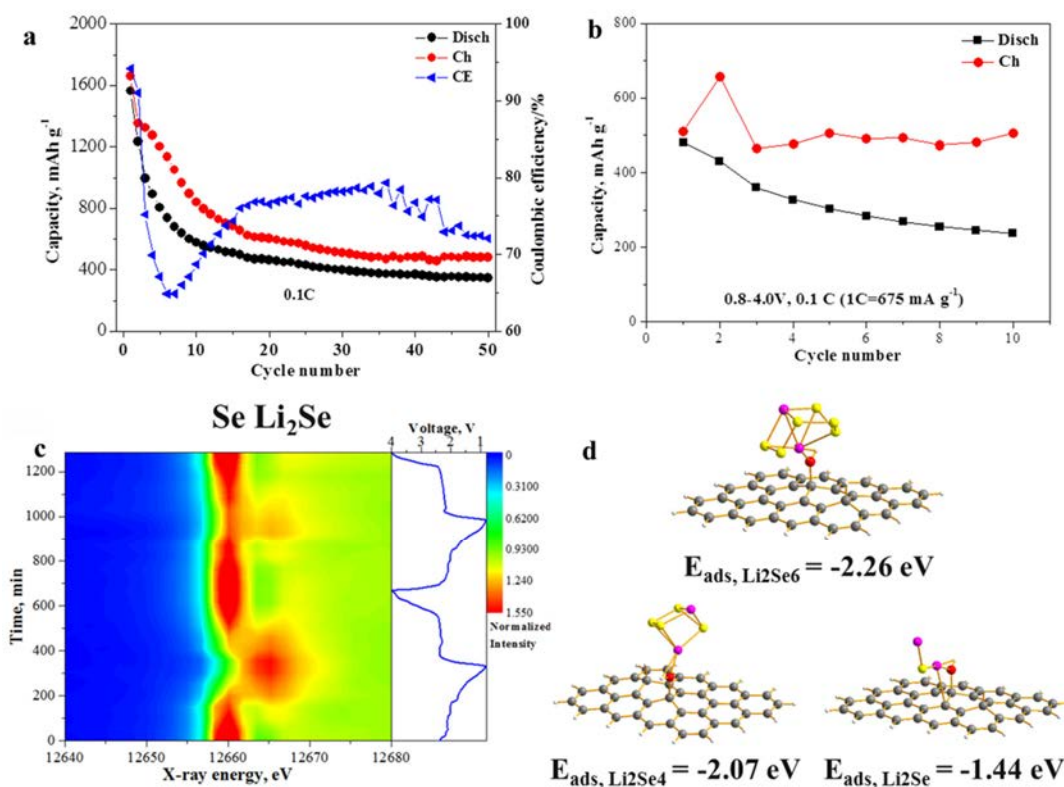 a
2000
1600
1200
800
400
0
Capacity, mAh g⁻¹
0 10 20 30 40 50
Cycle number
100
90
80
70
60
Coulombic efficiency/%
Disch
Ch
CE
0.1C
b
800
600
400
200
0
Capacity, mAh g⁻¹
0 2 4 6 8 10
Cycle number
Disch
Ch
0.8-4.0V, 0.1 C (1C=675 mA g⁻¹)
Se Li₂Se
c
1200
1000
800
600
400
200
0
Time, min
12640 12650 12660 12670 12680
X-ray energy, eV
Voltage, V
4 3 2 1
0
0.3100
0.6200
0.9300
1.240
1.550
Normalized
Intensity
d
E ads, Li2Se6 = -2.26 eV
E ads, Li2Se4 = -2.07 eV
E ads, Li2Se = -1.44 eV